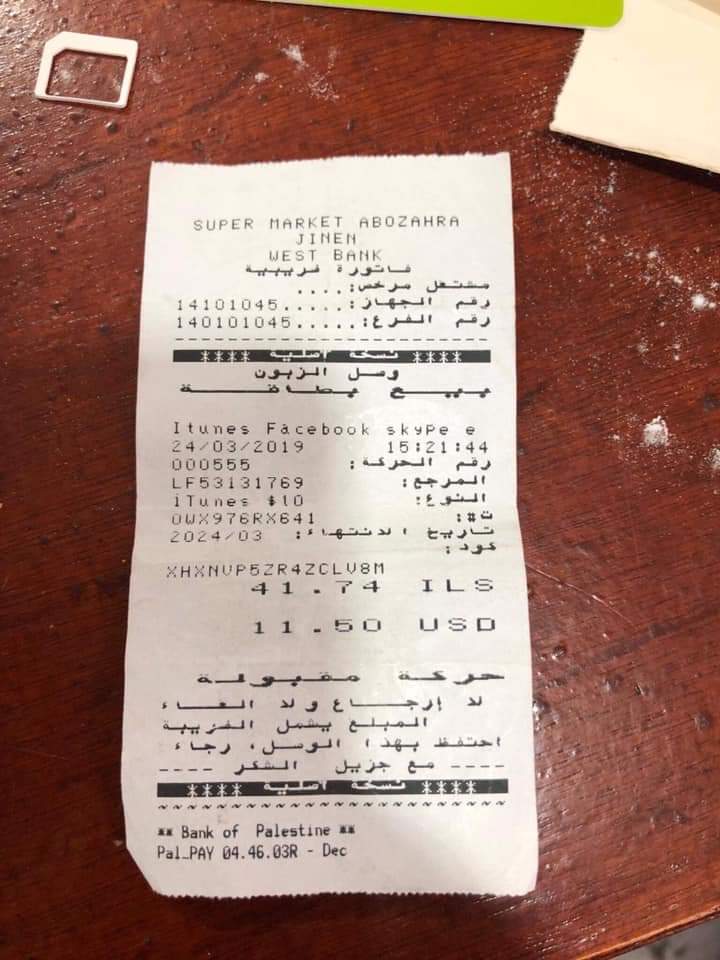 SUPER MARKET ABOZAHRA
JINEN
WEST BANK
فاتورة ضريبية
مشتغل مرخص:....
رقم الجهاز:.....14101045
رقم الفرع:.....140101045
**** نسخة اصلية ****
وصل الزبون
بيع بطاقة
Itunes Facebook skype e
24/03/2019 15:21:44
رقم الحركة: 000555
المرجع: LF53131769
النوع: iTunes $10
ت#: 0WX976RX641
تاريخ الانتهاء: 2024/03
كود:
XHXNVP5ZR4ZCLV8M
41.74 ILS
11.50 USD
حركة مقبولة
لا إرجاع و لا الغاء
المبلغ يشمل الضريبة
احتفظ بهذا الوصل، رجاء
---- مع جزيل الشكر ----
**** نسخة اصلية ****
** Bank of Palestine **
Pal_PAY 04.46.03R - Dec